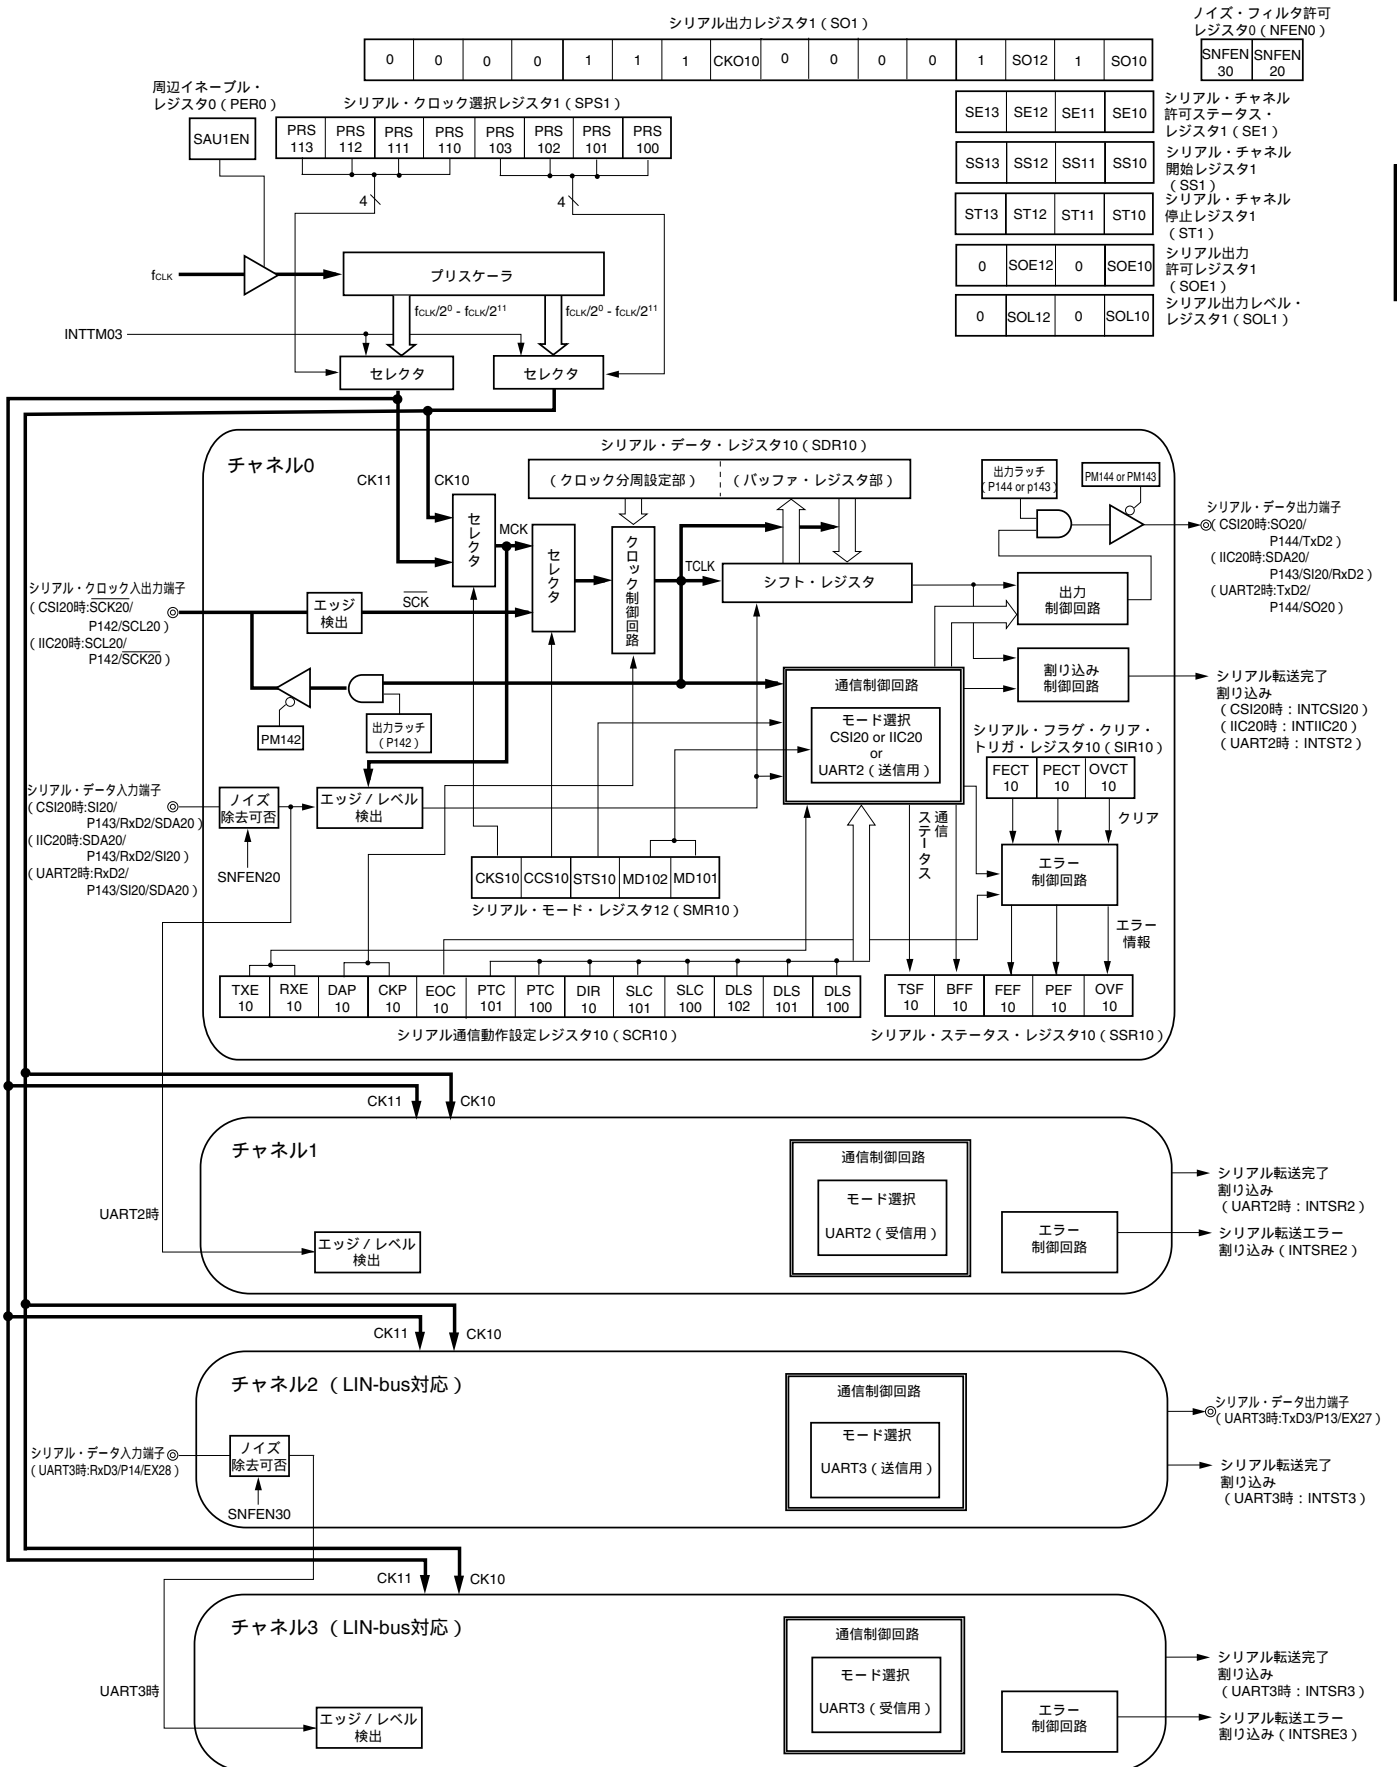 シリアル出力レジスタ1（SO1）
0 0 0 0 1 1 1 CKO10 0 0 0 0 1 SO12 1 SO10
ノイズ・フィルタ許可
レジスタ0（NFEN0）
SNFEN
30
SNFEN
20
周辺イネーブル・
レジスタ0（PER0）
SAU1EN
シリアル・クロック選択レジスタ1（SPS1）
PRS
113
PRS
112
PRS
111
PRS
110
PRS
103
PRS
102
PRS
101
PRS
100
SE13 SE12 SE11 SE10
シリアル・チャネル
許可ステータス・
レジスタ1（SE1）
SS13 SS12 SS11 SS10
シリアル・チャネル
開始レジスタ1
（SS1）
ST13 ST12 ST11 ST10
シリアル・チャネル
停止レジスタ1
（ST1）
0 SOE12 0 SOE10
シリアル出力
許可レジスタ1
（SOE1）
0 SOL12 0 SOL10
シリアル出力レベル・
レジスタ1（SOL1）
4
4
fCLK
プリスケーラ
fCLK/2⁰ - fCLK/2¹¹
fCLK/2⁰ - fCLK/2¹¹
INTTM03
セレクタ
セレクタ
チャネル0
CK11
CK10
シリアル・データ・レジスタ10（SDR10）
（クロック分周設定部）
（バッファ・レジスタ部）
出力ラッチ
（P144 or p143）
PM144 or PM143
シリアル・データ出力端子
（CSI20時:SO20/
P144/TxD2）
（IIC20時:SDA20/
P143/SI20/RxD2）
（UART2時:TxD2/
P144/SO20）
セレクタ
MCK
セレクタ
クロック制御回路
TCLK
シフト・レジスタ
出力
制御回路
シリアル・クロック入出力端子
（CSI20時:SCK20/
P142/SCL20）
（IIC20時:SCL20/
P142/SCK20）
エッジ
検出
SCK
PM142
出力ラッチ
（P142）
通信制御回路
モード選択
CSI20 or IIC20
or
UART2（送信用）
割り込み
制御回路
シリアル転送完了
割り込み
（CSI20時：INTCSI20）
（IIC20時：INTIIC20）
（UART2時：INTST2）
シリアル・フラグ・クリア・
トリガ・レジスタ10（SIR10）
FECT
10
PECT
10
OVCT
10
クリア
シリアル・データ入力端子
（CSI20時:SI20/
P143/RxD2/SDA20）
（IIC20時:SDA20/
P143/RxD2/SI20）
（UART2時:RxD2/
P143/SI20/SDA20）
ノイズ
除去可否
SNFEN20
エッジ/レベル
検出
通信
ステータス
エラー
制御回路
CKS10 CCS10 STS10 MD102 MD101
シリアル・モード・レジスタ12（SMR10）
エラー
情報
TXE
10
RXE
10
DAP
10
CKP
10
EOC
10
PTC
101
PTC
100
DIR
10
SLC
101
SLC
100
DLS
102
DLS
101
DLS
100
シリアル通信動作設定レジスタ10（SCR10）
TSF
10
BFF
10
FEF
10
PEF
10
OVF
10
シリアル・ステータス・レジスタ10（SSR10）
CK11
CK10
チャネル1
通信制御回路
モード選択
UART2（受信用）
UART2時
エッジ/レベル
検出
エラー
制御回路
シリアル転送完了
割り込み
（UART2時：INTSR2）
シリアル転送エラー
割り込み（INTSRE2）
CK11
CK10
チャネル2（LIN-bus対応）
通信制御回路
モード選択
UART3（送信用）
シリアル・データ入力端子
（UART3時:RxD3/P14/EX28）
ノイズ
除去可否
SNFEN30
シリアル・データ出力端子
（UART3時:TxD3/P13/EX27）
シリアル転送完了
割り込み
（UART3時：INTST3）
CK11
CK10
チャネル3（LIN-bus対応）
通信制御回路
モード選択
UART3（受信用）
UART3時
エッジ/レベル
検出
エラー
制御回路
シリアル転送完了
割り込み
（UART3時：INTSR3）
シリアル転送エラー
割り込み（INTSRE3）